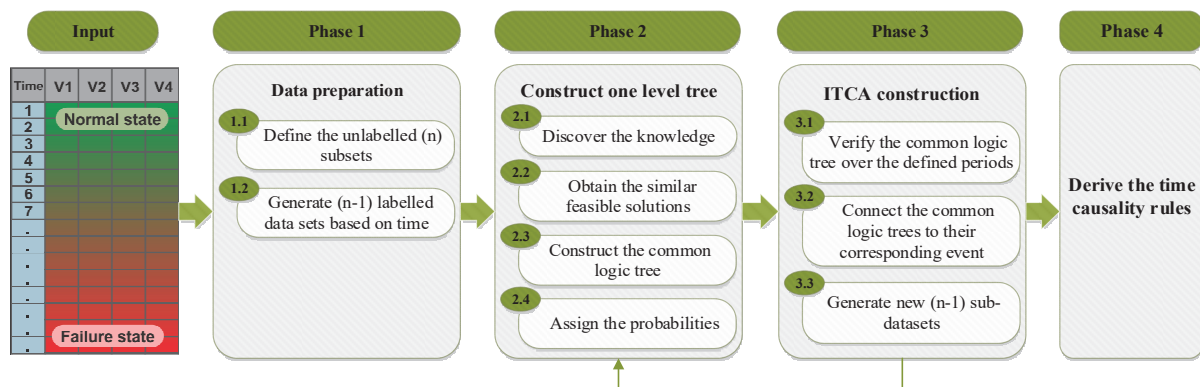 Input
Phase 1
Phase 2
Phase 3
Phase 4
Time V1 V2 V3 V4
1
2
3
4
5
6
7
.
.
.
.
.
.
.
Normal state
Failure state
Data preparation
1.1
Define the unlabelled (n)
subsets
1.2
Generate (n-1) labelled
data sets based on time
Construct one level tree
2.1
Discover the knowledge
2.2
Obtain the similar
feasible solutions
2.3
Construct the common
logic tree
2.4
Assign the probabilities
ITCA construction
3.1
Verify the common logic
tree over the defined periods
3.2
Connect the common
logic trees to their
corresponding event
3.3
Generate new (n-1) sub-
datasets
Derive the time
causality rules